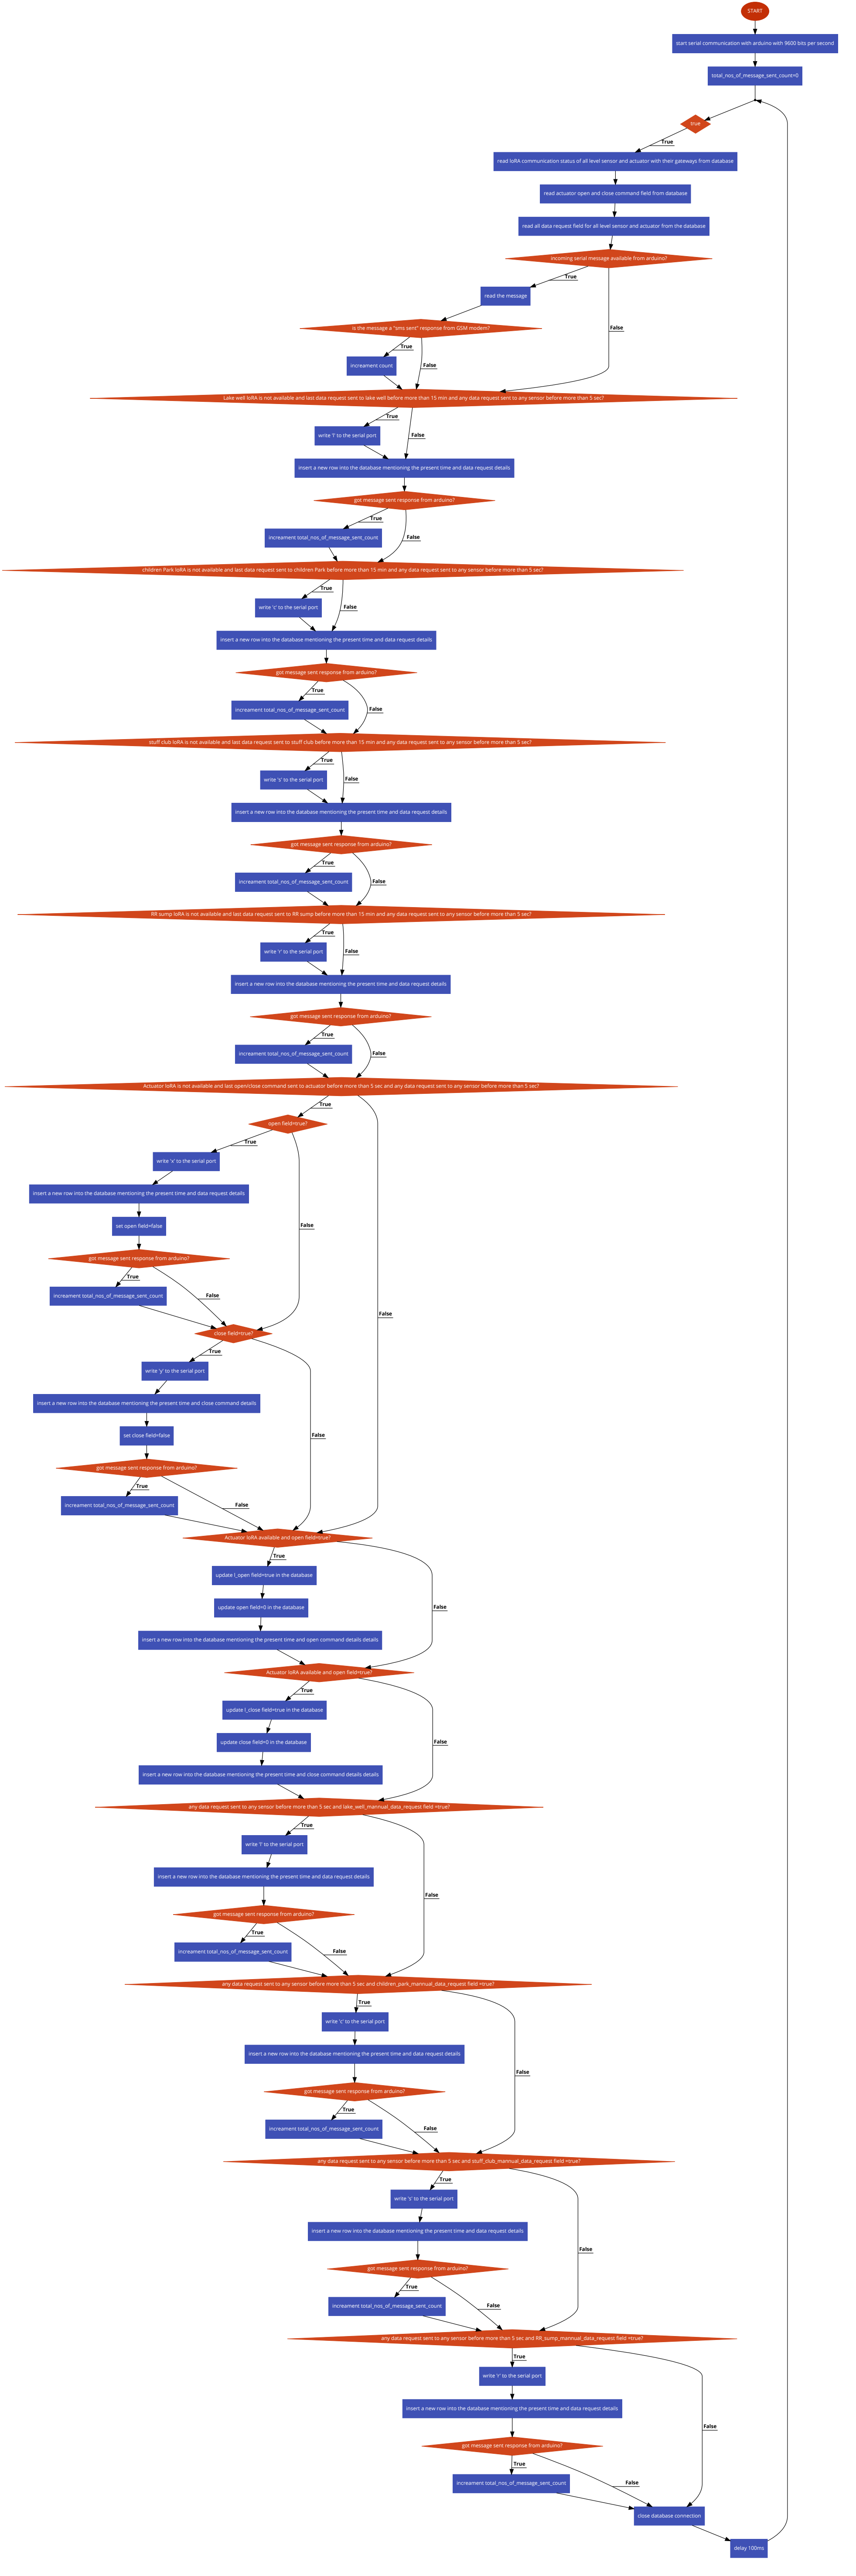 START
start serial communication with arduino with 9600 bits per second
total_nos_of_message_sent_count=0
true
True
read loRA communication status of all level sensor and actuator with their gateways from database
read actuator open and close command field from database
read all data request field for all level sensor and actuator from the database
incoming serial message available from arduino?
True
read the message
is the message a "sms sent" response from GSM modem?
False
True
increament count
False
Lake well loRA is not available and last data request sent to lake well before more than 15 min and any data request sent to any sensor before more than 5 sec?
True
write 'l' to the serial port
False
insert a new row into the database mentioning the present time and data request details
got message sent response from arduino?
True
increament total_nos_of_message_sent_count
False
children Park loRA is not available and last data request sent to children Park before more than 15 min and any data request sent to any sensor before more than 5 sec?
True
write 'c' to the serial port
False
insert a new row into the database mentioning the present time and data request details
got message sent response from arduino?
True
increament total_nos_of_message_sent_count
False
stuff club loRA is not available and last data request sent to stuff club before more than 15 min and any data request sent to any sensor before more than 5 sec?
True
write 's' to the serial port
False
insert a new row into the database mentioning the present time and data request details
got message sent response from arduino?
True
increament total_nos_of_message_sent_count
False
RR sump loRA is not available and last data request sent to RR sump before more than 15 min and any data request sent to any sensor before more than 5 sec?
True
write 'r' to the serial port
False
insert a new row into the database mentioning the present time and data request details
got message sent response from arduino?
True
increament total_nos_of_message_sent_count
False
Actuator loRA is not available and last open/close command sent to actuator before more than 5 sec and any data request sent to any sensor before more than 5 sec?
True
open field=true?
True
write 'x' to the serial port
insert a new row into the database mentioning the present time and data request details
set open field=false
False
got message sent response from arduino?
True
increament total_nos_of_message_sent_count
False
False
close field=true?
True
write 'y' to the serial port
insert a new row into the database mentioning the present time and close command details
set close field=false
False
got message sent response from arduino?
True
increament total_nos_of_message_sent_count
False
Actuator loRA available and open field=true?
True
update l_open field=true in the database
update open field=0 in the database
False
insert a new row into the database mentioning the present time and open command details details
Actuator loRA available and open field=true?
True
update l_close field=true in the database
update close field=0 in the database
False
insert a new row into the database mentioning the present time and close command details details
any data request sent to any sensor before more than 5 sec and lake_well_mannual_data_request field =true?
True
write 'l' to the serial port
insert a new row into the database mentioning the present time and data request details
False
got message sent response from arduino?
True
increament total_nos_of_message_sent_count
False
any data request sent to any sensor before more than 5 sec and children_park_mannual_data_request field =true?
True
write 'c' to the serial port
insert a new row into the database mentioning the present time and data request details
False
got message sent response from arduino?
True
increament total_nos_of_message_sent_count
False
any data request sent to any sensor before more than 5 sec and stuff_club_mannual_data_request field =true?
True
write 's' to the serial port
insert a new row into the database mentioning the present time and data request details
False
got message sent response from arduino?
True
increament total_nos_of_message_sent_count
False
any data request sent to any sensor before more than 5 sec and RR_sump_mannual_data_request field =true?
True
write 'r' to the serial port
insert a new row into the database mentioning the present time and data request details
False
got message sent response from arduino?
True
increament total_nos_of_message_sent_count
False
close database connection
delay 100ms